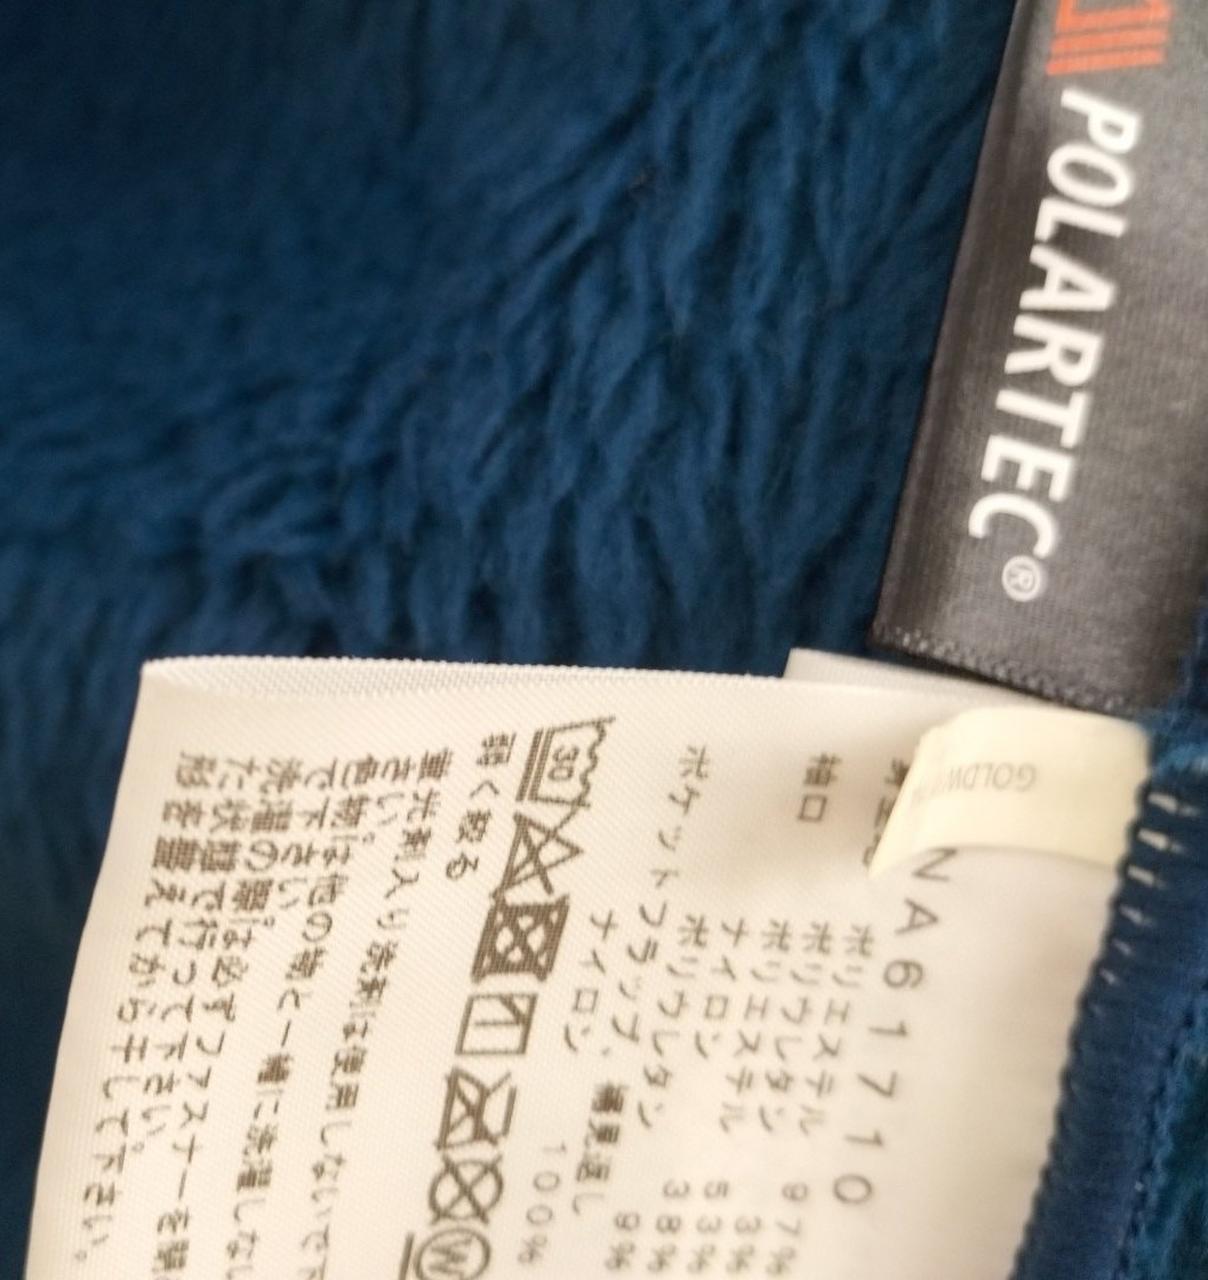 POLARTEC®
GOLDWI
NA61710
ポリエステル 97%
ポリウレタン 3%
袖口
ポリエステル 53%
ナイロン 38%
ポリウレタン 9%
ポケットフラップ、
ナイロン 100%
30
弱く絞る
W
蛍光剤入り洗剤は使用しないで下
さい。
色物は他の物と一緒に洗濯しない
で下さい。
洗濯の際は必ずファスナーを閉
た状態で行って下さい。
形を整えてから干して下さい。